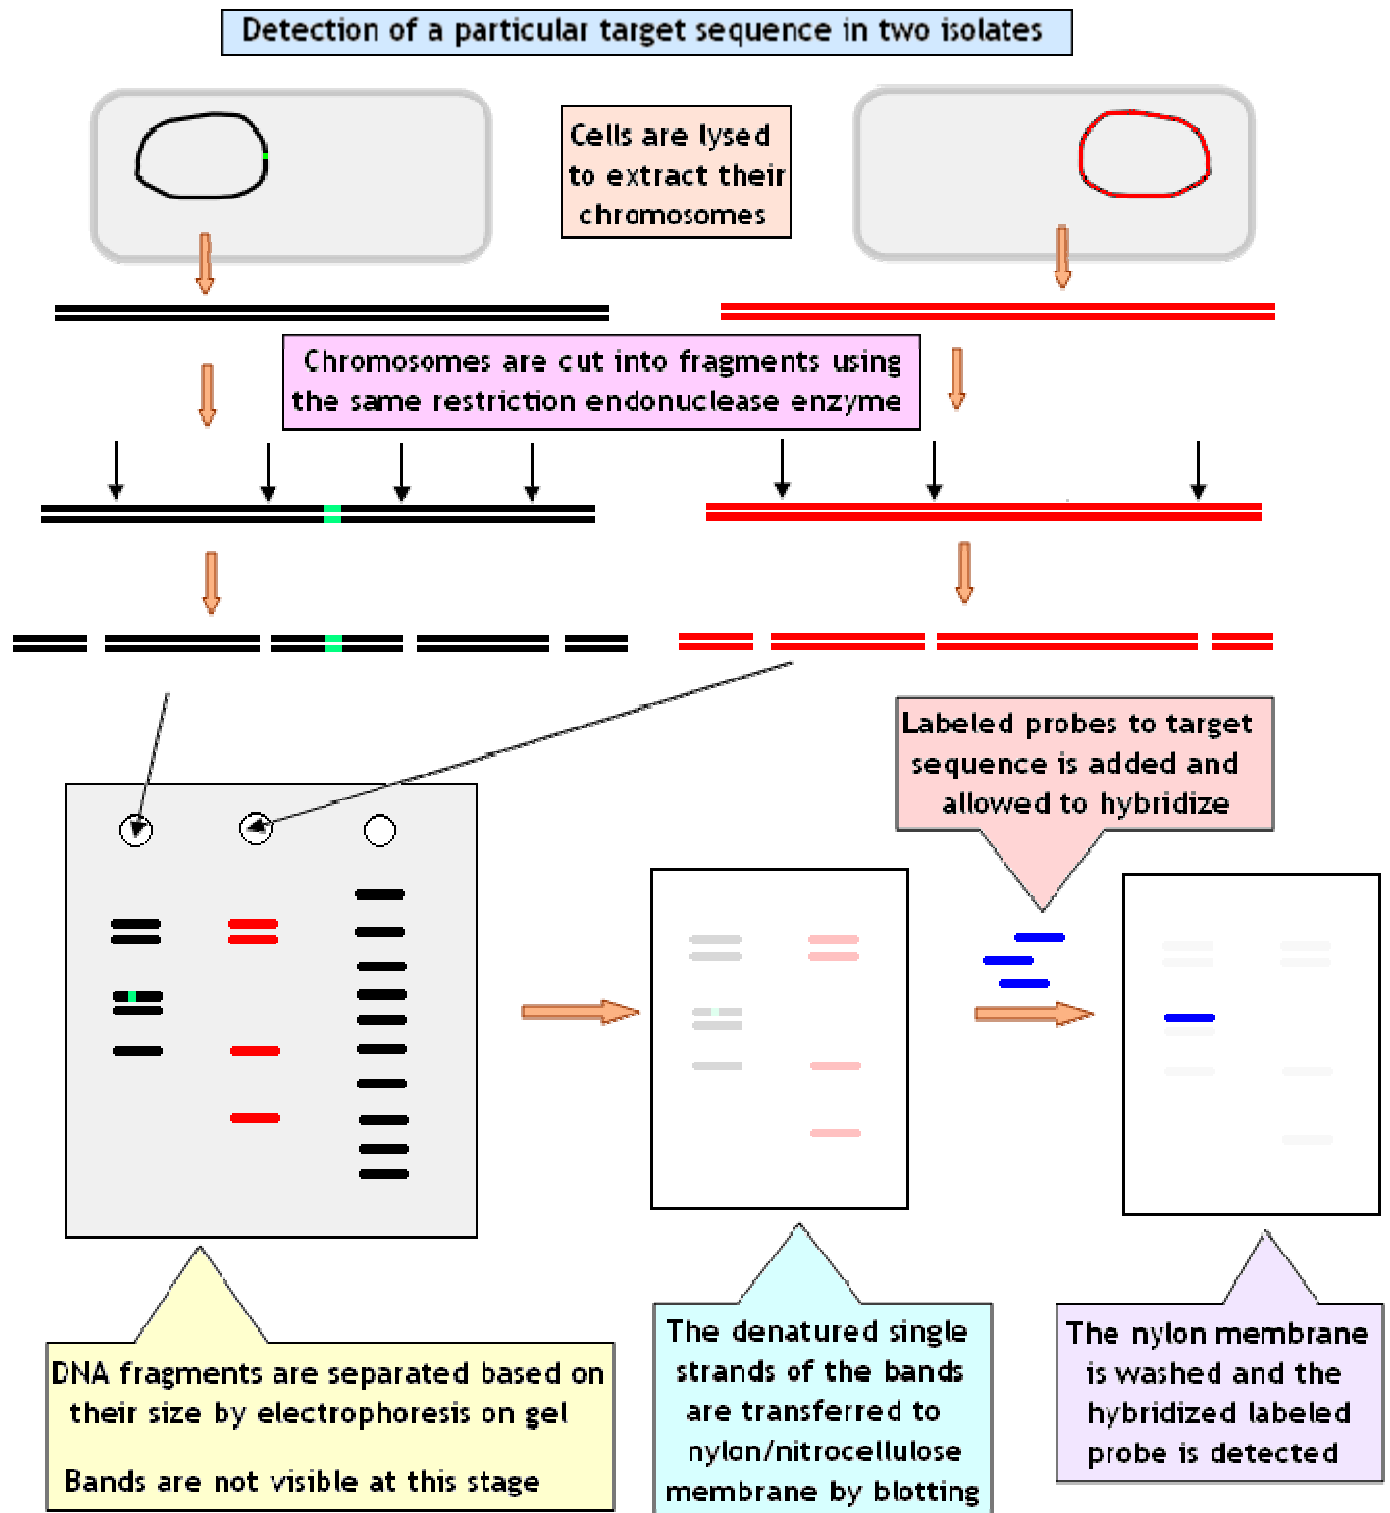 Detection of a particular target sequence in two isolates
Cells are lysed
to extract their
chromosomes
Chromosomes are cut into fragments using
the same restriction endonuclease enzyme
Labeled probes to target
sequence is added and
allowed to hybridize
DNA fragments are separated based on
their size by electrophoresis on gel
Bands are not visible at this stage
The denatured single
strands of the bands
are transferred to
nylon/nitrocellulose
membrane by blotting
The nylon membrane
is washed and the
hybridized labeled
probe is detected